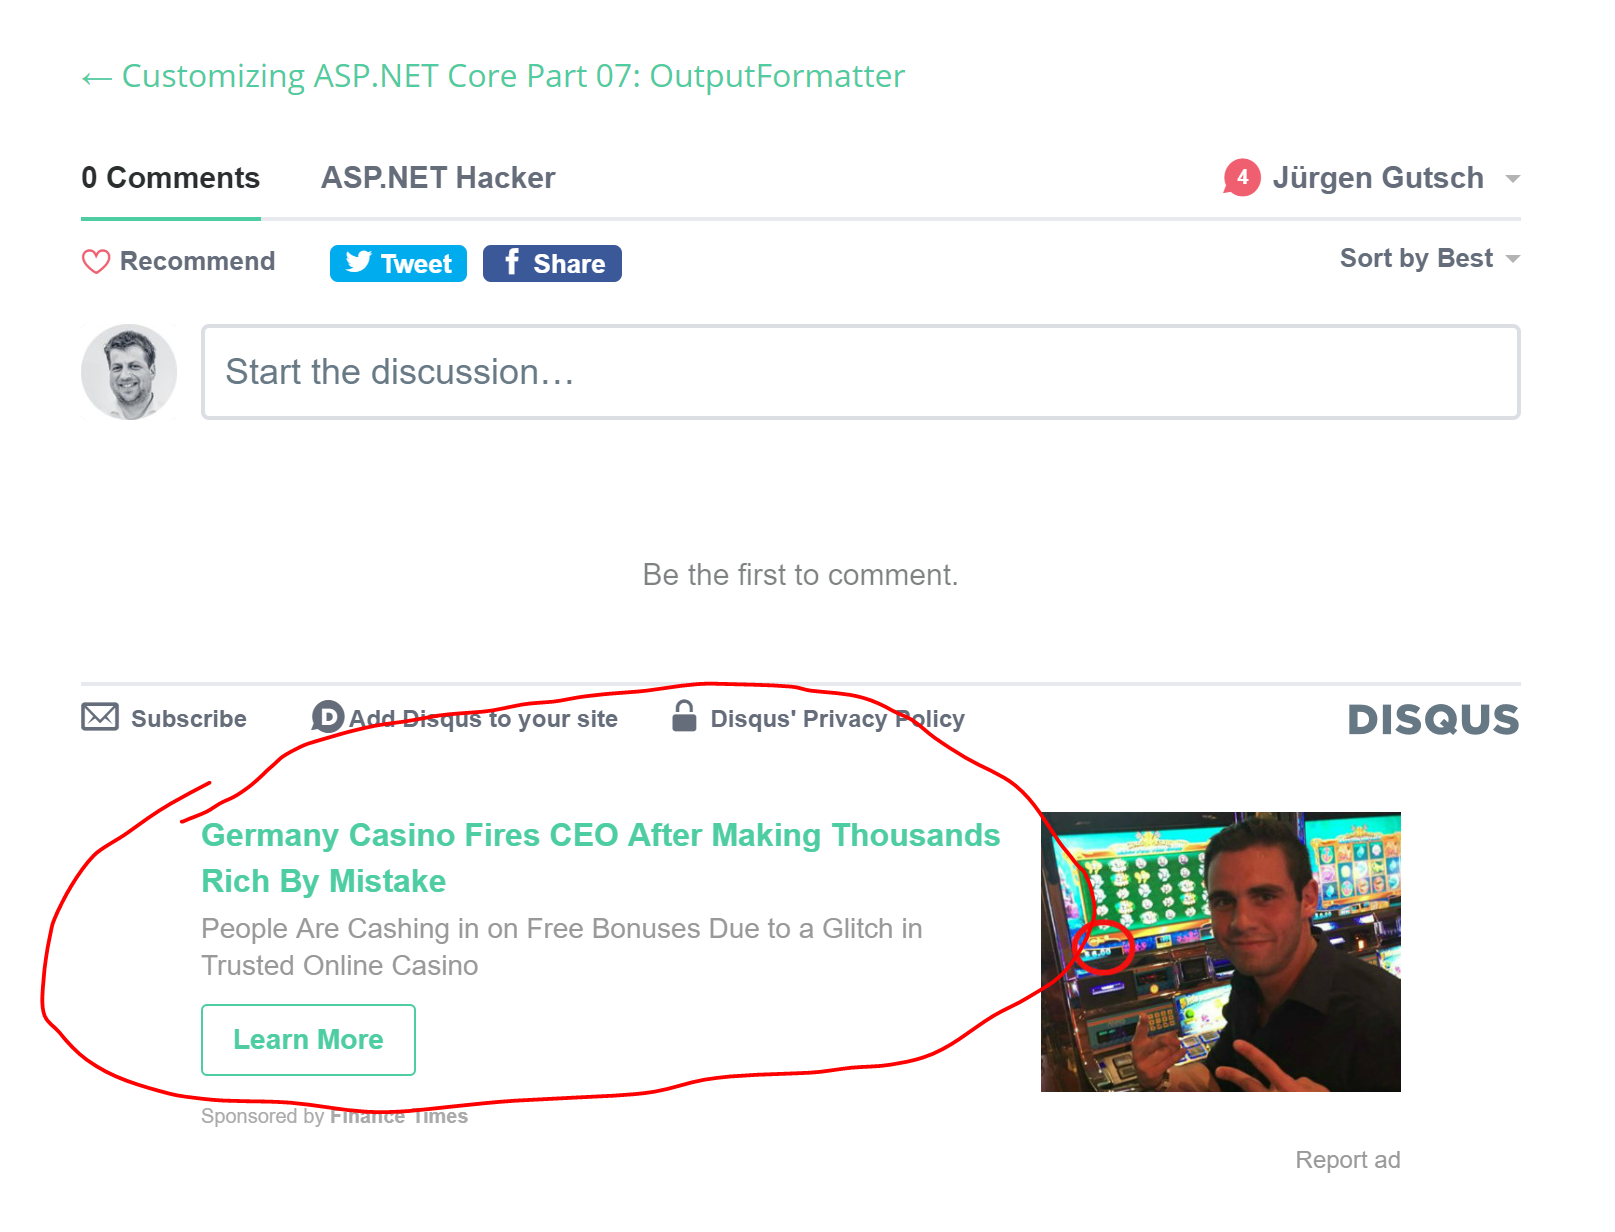 ← Customizing ASP.NET Core Part 07: OutputFormatter
0 Comments ASP.NET Hacker 4 Jürgen Gutsch
Recommend Tweet f Share Sort by Best
Start the discussion…
Be the first to comment.
Subscribe D Add Disqus to your site Disqus' Privacy Policy DISQUS
Germany Casino Fires CEO After Making Thousands
Rich By Mistake
People Are Cashing in on Free Bonuses Due to a Glitch in
Trusted Online Casino
Learn More
Sponsored by Finance Times
Report ad